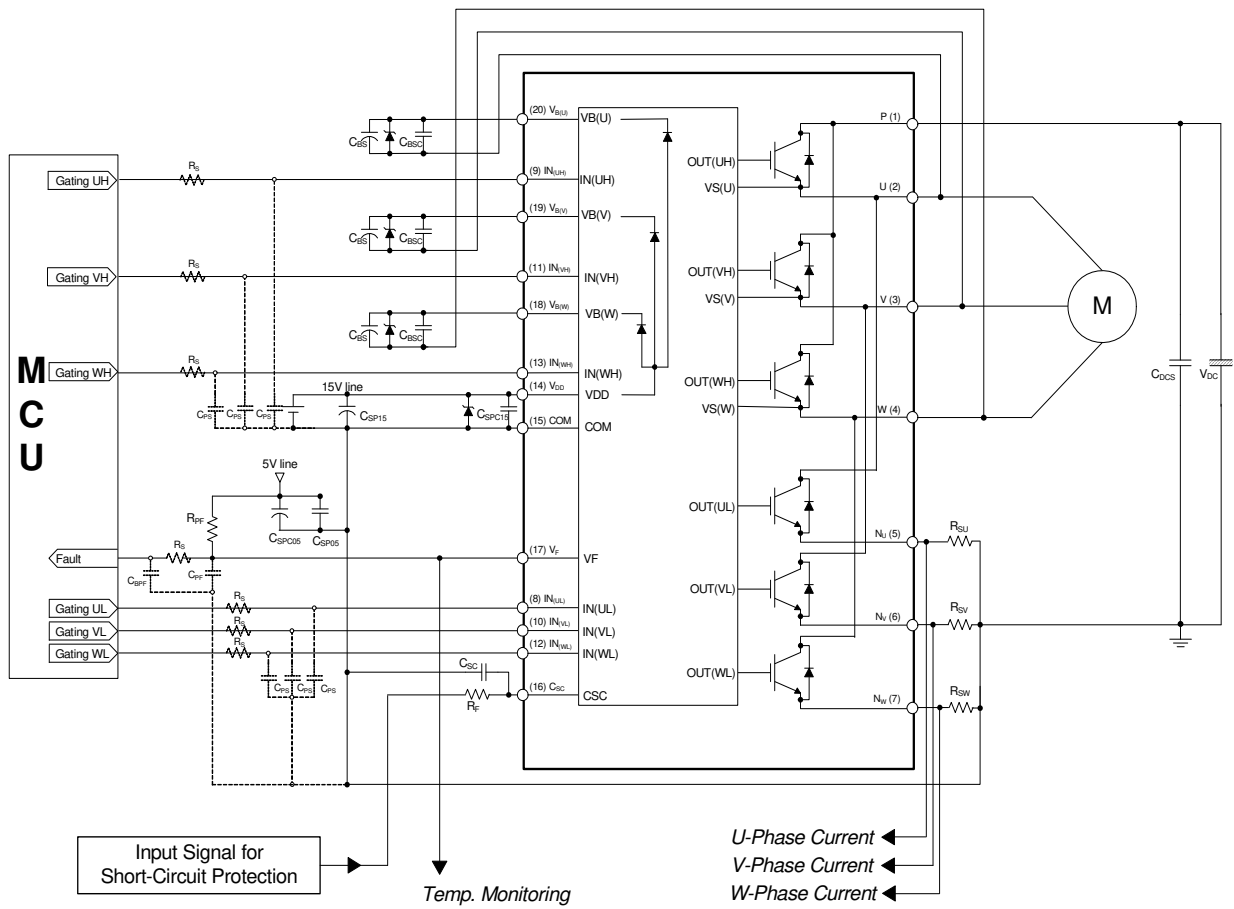 (20) VB(U)
VB(U)
P (1)
CBS
CBSC
OUT(UH)
VS(U)
RS
Gating UH
(9) IN(UH)
IN(UH)
U (2)
(19) VB(V)
VB(V)
CBS
CBSC
RS
Gating VH
(11) IN(VH)
IN(VH)
OUT(VH)
VS(V)
V (3)
M
(18) VB(W)
VB(W)
CBS
CBSC
RS
Gating WH
(13) IN(WH)
IN(WH)
OUT(WH)
VS(W)
W (4)
CDCS
VDC
MCU
15V line
(14) VDD
VDD
CPS
CPS
CPS
CSP15
CSPC15
(15) COM
COM
5V line
RPF
CSPC05
CSP05
OUT(UL)
RSU
NU (5)
Fault
RS
CBPF
CPF
(17) VF
VF
OUT(VL)
Gating UL
RS
(8) IN(UL)
IN(UL)
RSV
NV (6)
Gating VL
RS
(10) IN(VL)
IN(VL)
Gating WL
RS
(12) IN(WL)
IN(WL)
OUT(WL)
CPS
CPS
CPS
CSC
RF
(16) CSC
CSC
RSW
NW (7)
Input Signal for
Short-Circuit Protection
Temp. Monitoring
U-Phase Current
V-Phase Current
W-Phase Current